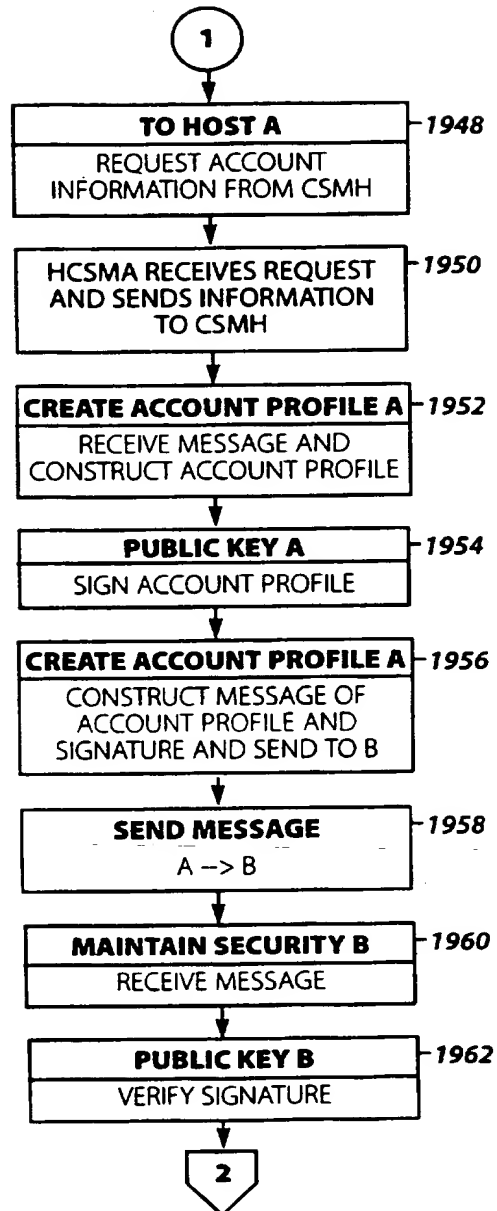 1
TO HOST A
1948
REQUEST ACCOUNT
INFORMATION FROM CSMH
HCSMA RECEIVES REQUEST
1950
AND SENDS INFORMATION
TO CSMH
CREATE ACCOUNT PROFILE A
1952
RECEIVE MESSAGE AND
CONSTRUCT ACCOUNT PROFILE
PUBLIC KEY A
1954
SIGN ACCOUNT PROFILE
CREATE ACCOUNT PROFILE A
1956
CONSTRUCT MESSAGE OF
ACCOUNT PROFILE AND
SIGNATURE AND SEND TO B
SEND MESSAGE
1958
A --> B
MAINTAIN SECURITY B
1960
RECEIVE MESSAGE
PUBLIC KEY B
1962
VERIFY SIGNATURE
2